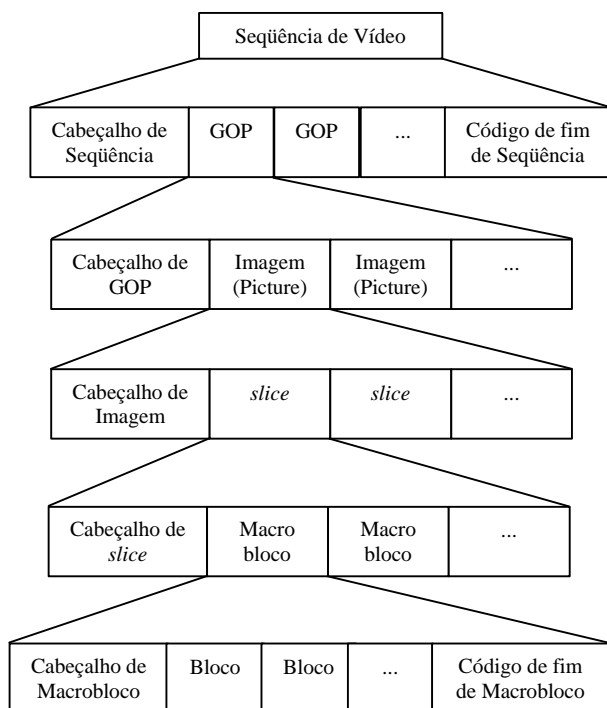 Seqüência de Vídeo
Cabeçalho de GOP GOP ... Código de fim
Seqüência de Seqüência
Cabeçalho de Imagem Imagem ...
GOP (Picture) (Picture)
Cabeçalho de slice slice ...
Imagem
Cabeçalho de Macro Macro ...
slice bloco bloco
Cabeçalho de Bloco Bloco ... Código de fim
Macrobloco de Macrobloco